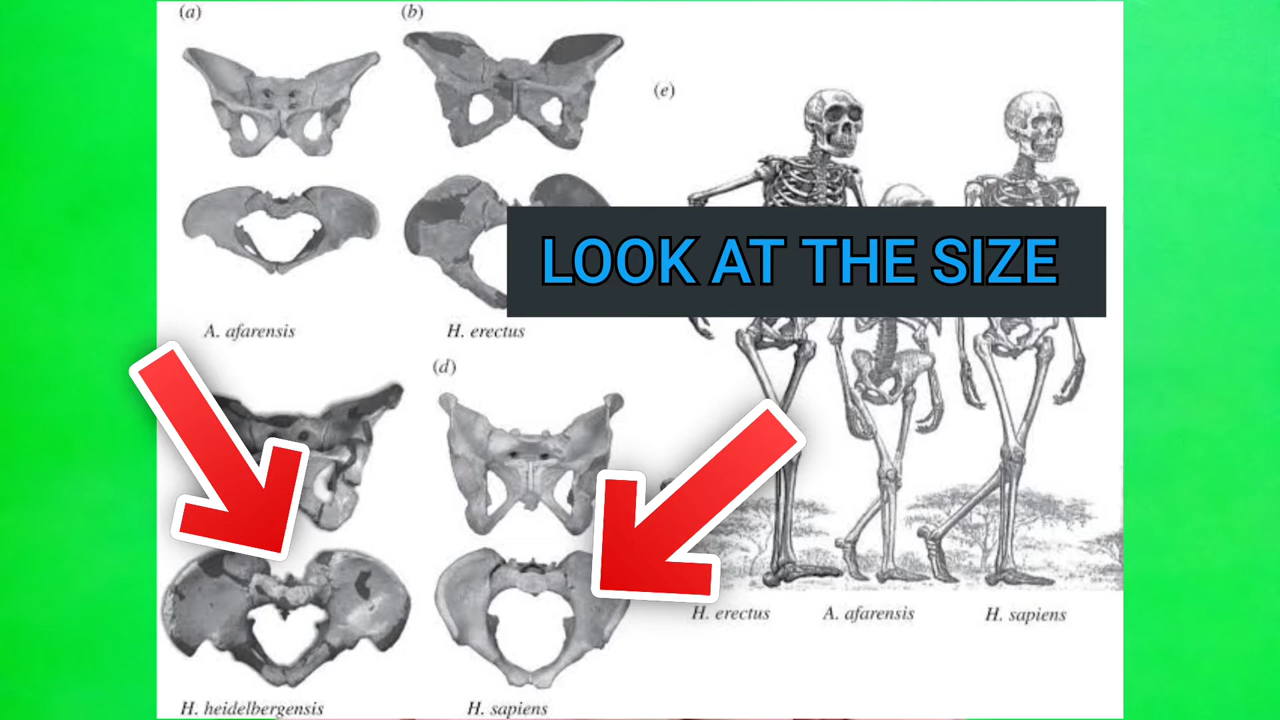 (a)
(b)
(e)
LOOK AT THE SIZE
A. afarensis
H. erectus
(d)
H. erectus
A. afarensis
H. sapiens
H. heidelbergensis
H. sapiens